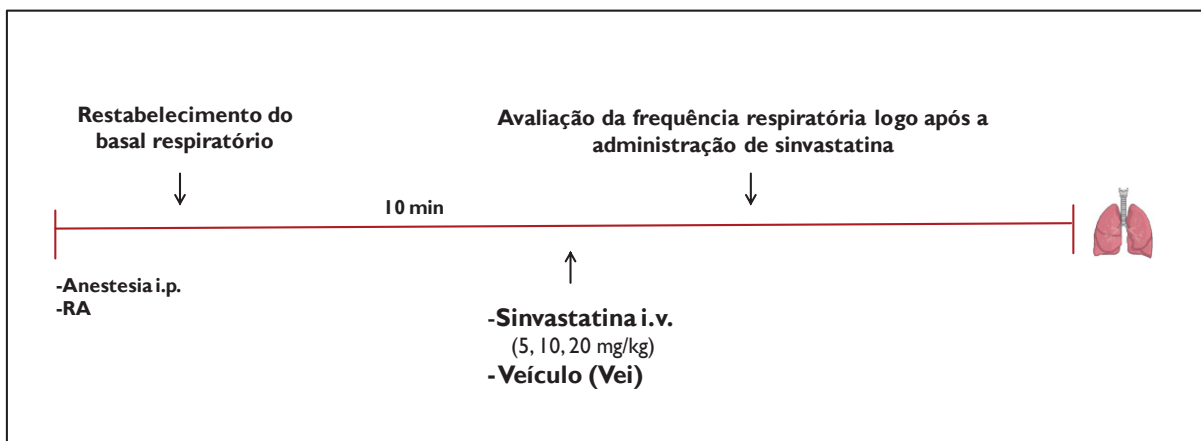 Restabelecimento do
basal respiratório
Avaliação da frequência respiratória logo após a
administração de sinvastatina
10 min
-Anestesia i.p.
-RA
-Sinvastatina i.v.
(5, 10, 20 mg/kg)
-Veículo (Vei)